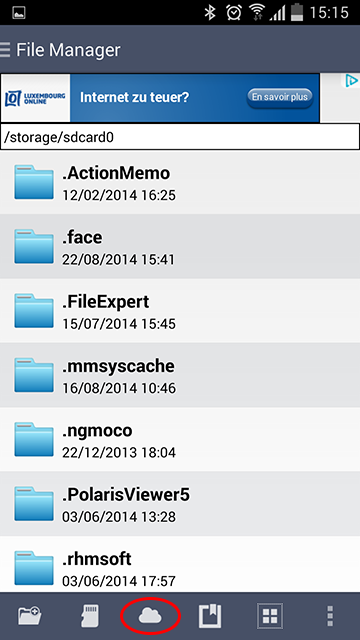 15:15
File Manager
LUXEMBOURG
ONLINE
Internet zu teuer?
En savoir plus
/storage/sdcard0
.ActionMemo
12/02/2014 16:25
.face
22/08/2014 15:41
.FileExpert
15/07/2014 15:45
.mmsyscache
16/08/2014 10:46
.ngmoco
22/12/2013 18:04
.PolarisViewer5
03/06/2014 13:28
.rhmsoft
03/06/2014 17:57